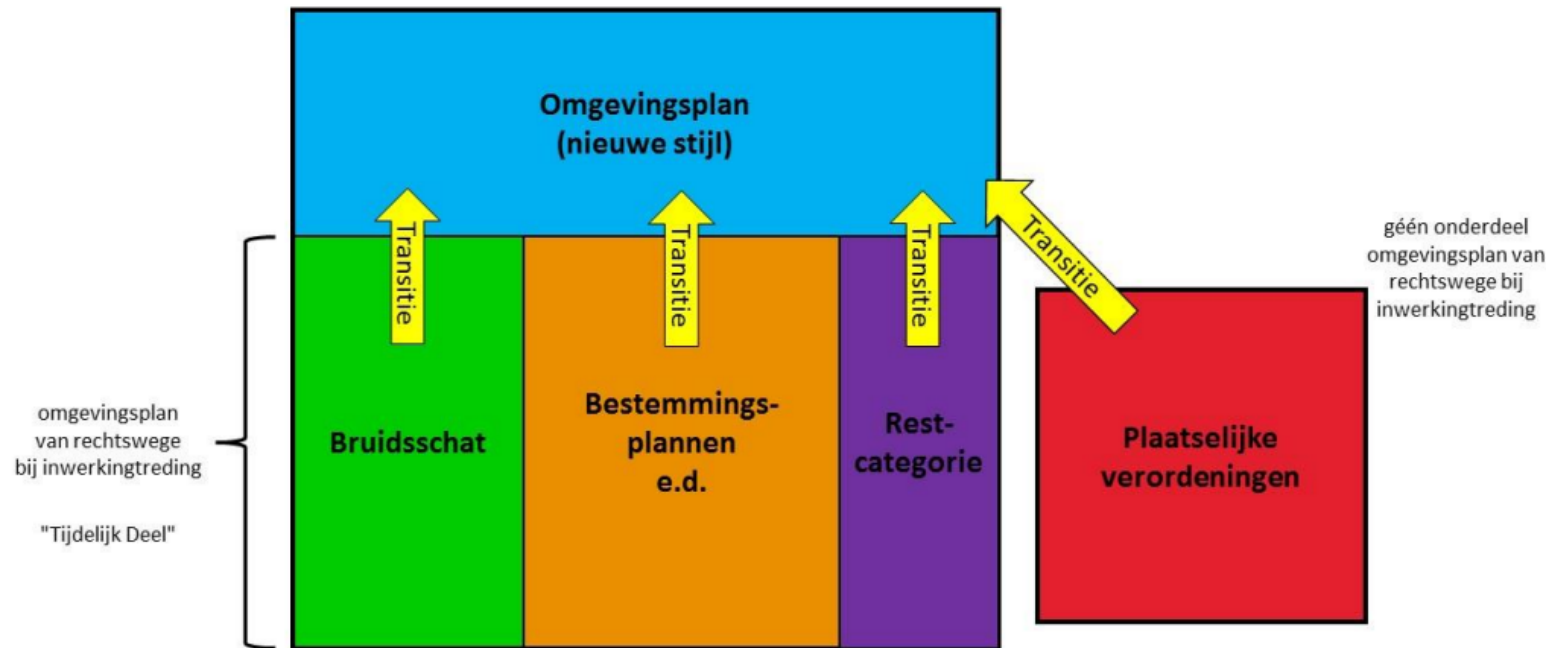 Omgevingsplan
(nieuwe stijl)
Transitie
Transitie
Transitie
Transitie
géén onderdeel
omgevingsplan van
rechtswege bij
inwerkingtreding
omgevingsplan
van rechtswege
bij inwerkingtreding
"Tijdelijk Deel"
Bruidsschat
Bestemmings-
plannen
e.d.
Rest-
categorie
Plaatselijke
verordeningen